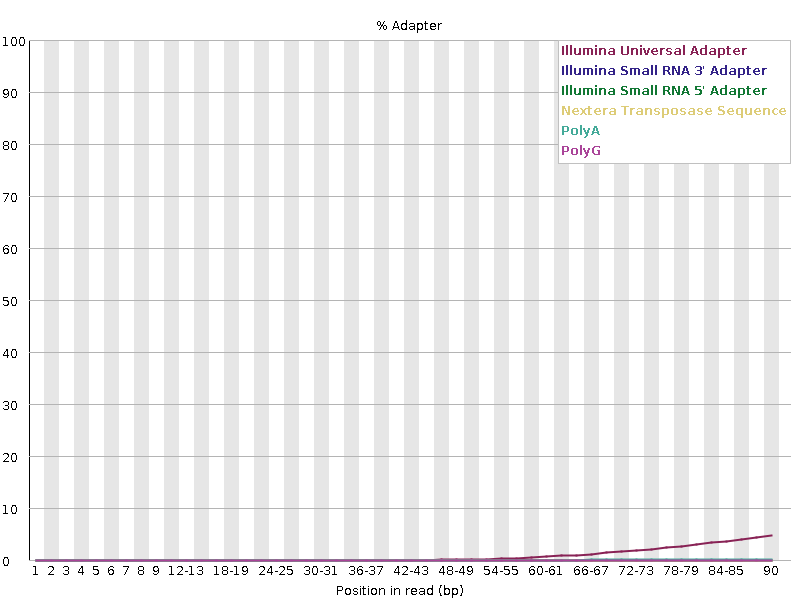 % Adapter
100
Illumina Universal Adapter
Illumina Small RNA 3' Adapter
90
Illumina Small RNA 5' Adapter
Nextera Transposase Sequence
PolyA
80
PolyG
70
60
50
40
30
20
10
0
1 2 3 4 5 6 7 8 9 12-13 18-19 24-25 30-31 36-37 42-43 48-49 54-55 60-61 66-67 72-73 78-79 84-85 90
Position in read (bp)